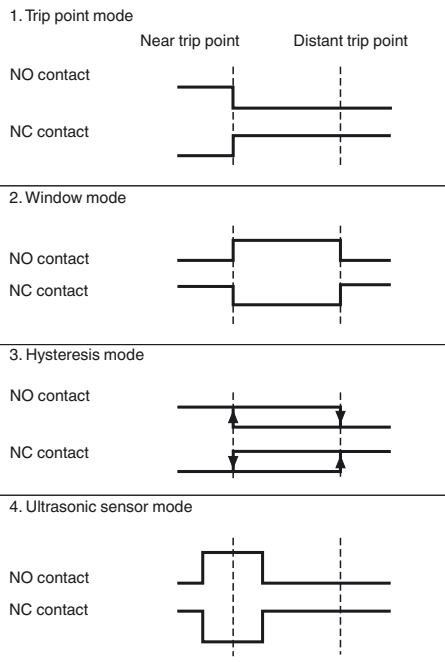 1. Trip point mode
Near trip point Distant trip point
NO contact
NC contact
2. Window mode
NO contact
NC contact
3. Hysteresis mode
NO contact
NC contact
4. Ultrasonic sensor mode
NO contact
NC contact